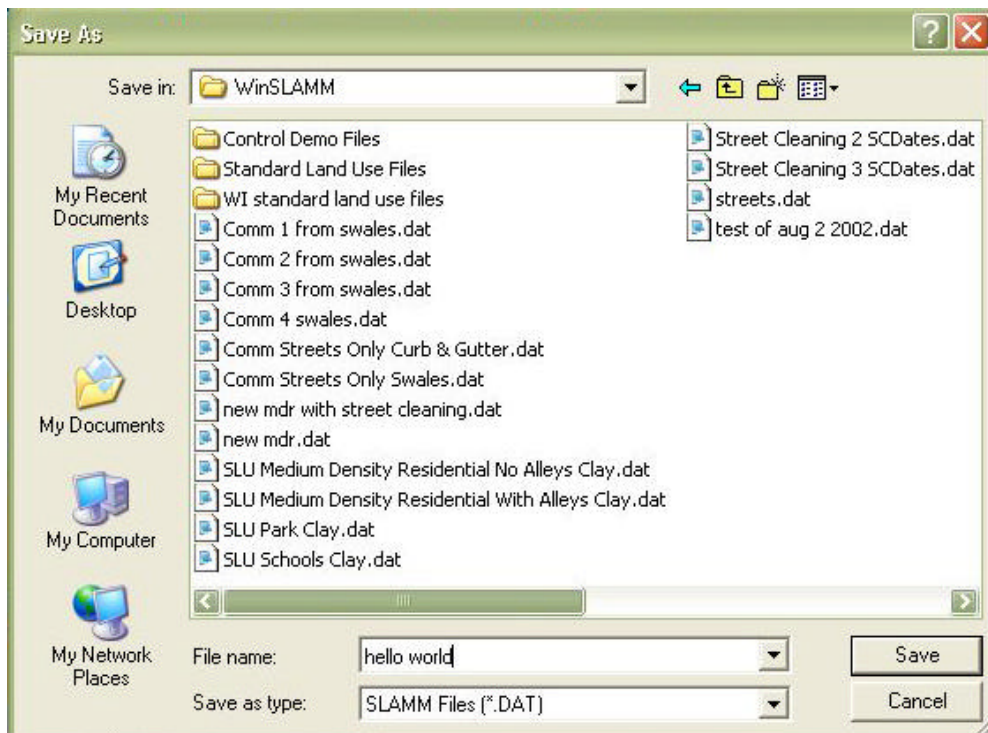 Save As
Save in:
WinSLAMM
My Recent
Documents
Desktop
My Documents
My Computer
My Network
Places
Control Demo Files
Standard Land Use Files
WI standard land use files
Comm 1 from swales.dat
Comm 2 from swales.dat
Comm 3 from swales.dat
Comm 4 swales.dat
Comm Streets Only Curb & Gutter.dat
Comm Streets Only Swales.dat
new mdr with street cleaning.dat
new mdr.dat
SLU Medium Density Residential No Alleys Clay.dat
SLU Medium Density Residential With Alleys Clay.dat
SLU Park Clay.dat
SLU Schools Clay.dat
Street Cleaning 2 SCDates.dat
Street Cleaning 3 SCDates.dat
streets.dat
test of aug 2 2002.dat
File name:
hello world
Save
Save as type:
SLAMM Files (*.DAT)
Cancel